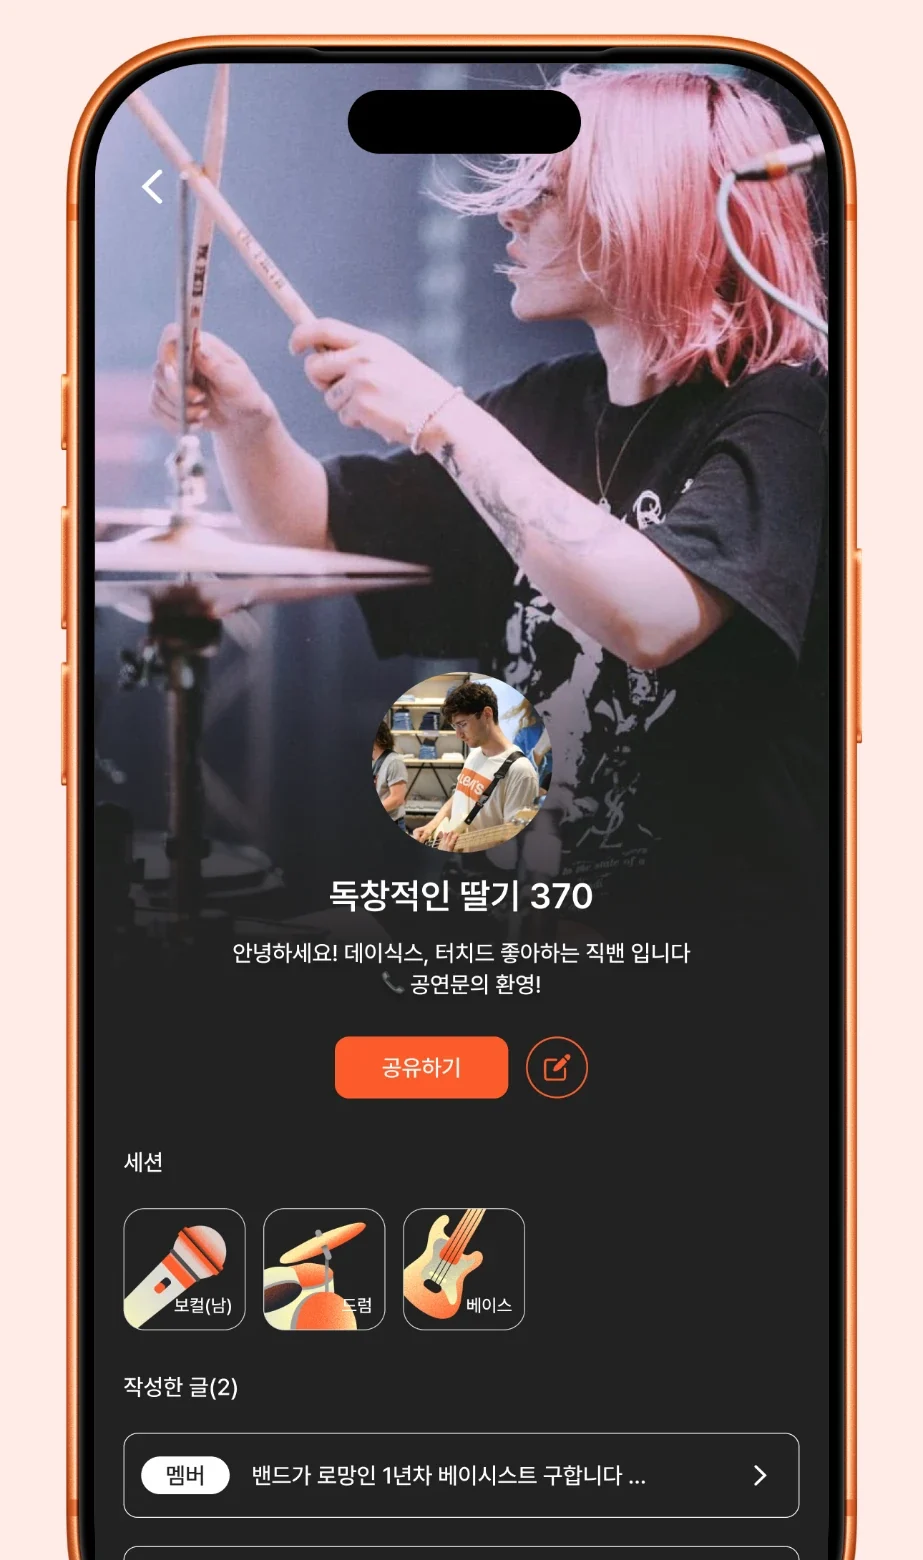 독창적인 딸기 370
안녕하세요! 데이식스, 터치드 좋아하는 직밴 입니다
📞 공연문의 환영!
공유하기
세션
보컬(남)
드럼
베이스
작성한 글(2)
멤버 밴드가 로망인 1년차 베이시스트 구합니다 ...